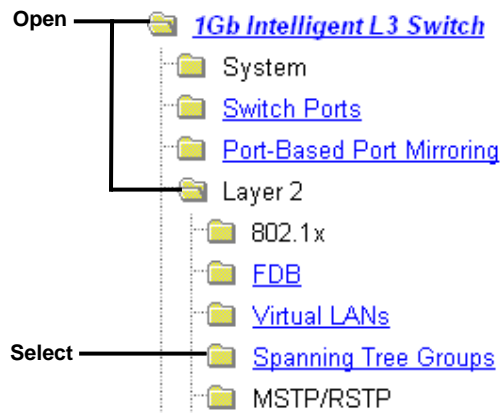 Open 1Gb Intelligent L3 Switch
System
Switch Ports
Port-Based Port Mirroring
Layer 2
802.1x
FDB
Virtual LANs
Select Spanning Tree Groups
MSTP/RSTP